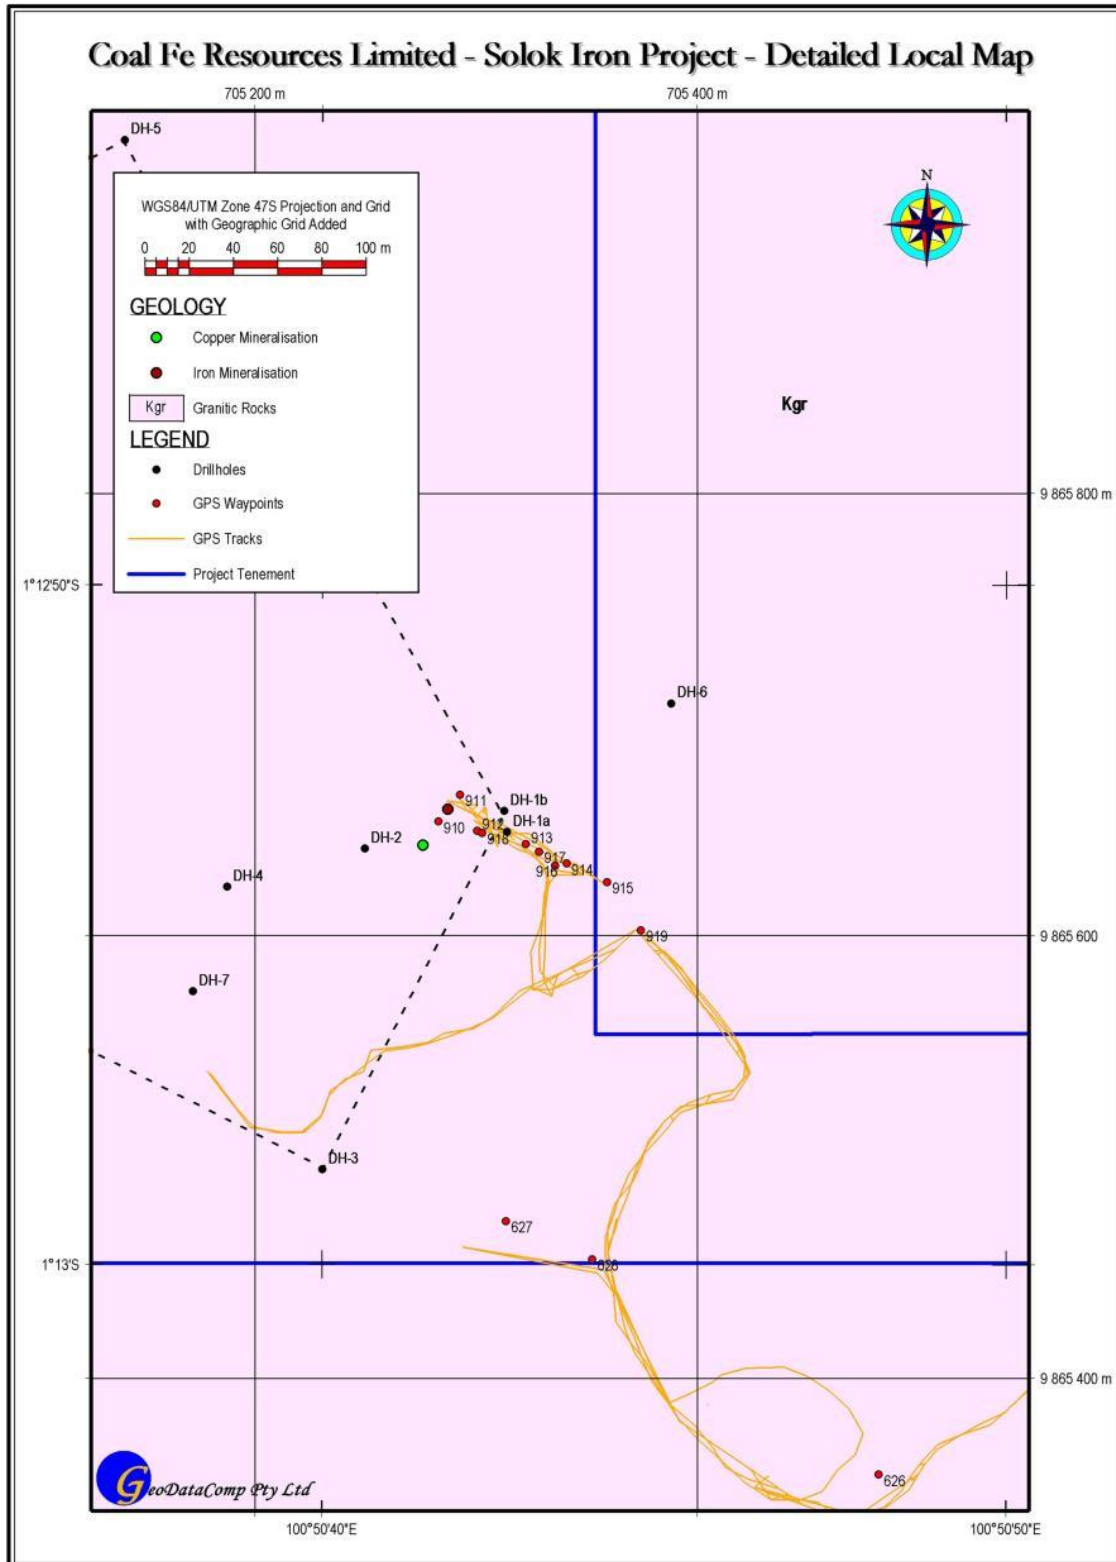 Coal Fe Resources Limited - Solok Iron Project - Detailed Local Map
705 200 m
705 400 m
DH-5
WGS84/UTM Zone 47S Projection and Grid
with Geographic Grid Added
0 20 40 60 80 100 m
GEOLOGY
Copper Mineralisation
Iron Mineralisation
Kgr
Granitic Rocks
LEGEND
Drillholes
GPS Waypoints
GPS Tracks
Project Tenement
N
Kgr
9 865 800 m
1°12'50"S
DH-6
911
DH-1b
910
912
DH-1a
918
913
DH-2
917
916
914
DH-4
915
919
9 865 600
DH-7
DH-3
627
1°13'S
628
9 865 400 m
626
GeoDataComp Pty Ltd
100°50'40"E
100°50'50"E